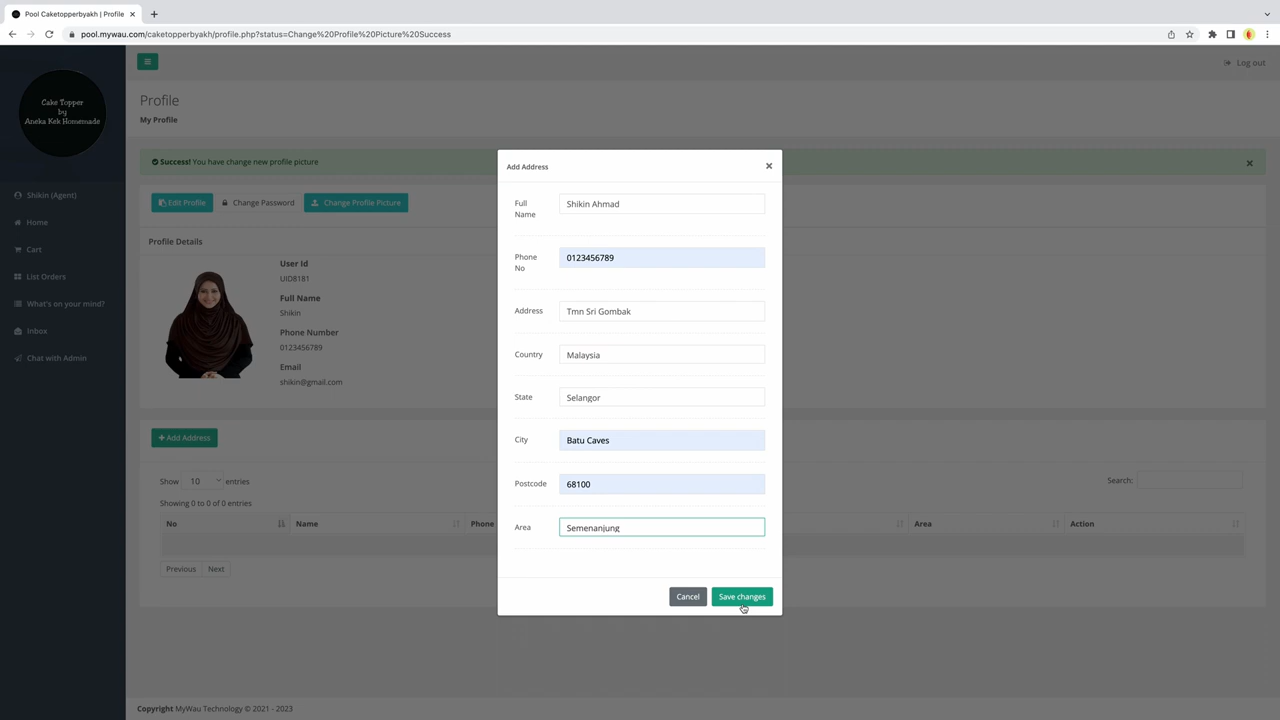 Pool Caketopperbyakh | Profile
pool.mywau.com/caketopperbyakh/profile.php?status=Change%20Profile%20Picture%20Success
Cake Topper
by
Aneka Kek Homemade
Shikin (Agent)
Home
Cart
List Orders
What's on your mind?
Inbox
Chat with Admin
Log out
Profile
My Profile
Success! You have change new profile picture
Edit Profile
Change Password
Change Profile Picture
Profile Details
User Id
UID8181
Full Name
Shikin
Phone Number
0123456789
Email
shikin@gmail.com
Add Address
Show 10 entries
Search:
Showing 0 to 0 of 0 entries
No Name Phone Area Action
Previous Next
Add Address
Full Name Shikin Ahmad
Phone No 0123456789
Address Tmn Sri Gombak
Country Malaysia
State Selangor
City Batu Caves
Postcode 68100
Area Semenanjung
Cancel Save changes
Copyright MyWau Technology © 2021 - 2023